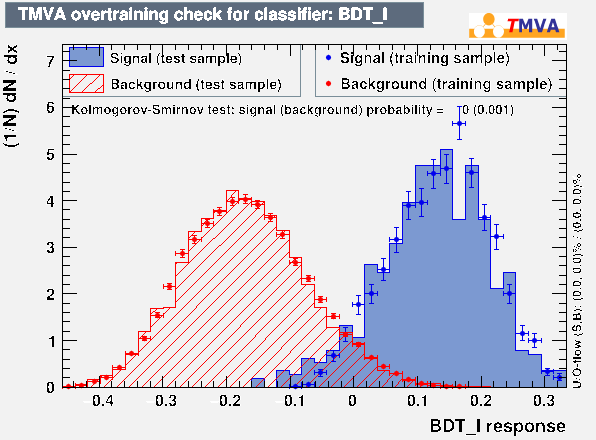 TMVA overtraining check for classifier: BDT_I
TMVA
Signal (test sample)
Background (test sample)
Signal (training sample)
Background (training sample)
Kolmogorov-Smirnov test: signal (background) probability = 0 (0.001)
(1/N) dN / dx
7
6
5
4
3
2
1
0
-0.4 -0.3 -0.2 -0.1 0 0.1 0.2 0.3
BDT_I response
U/O-flow (S,B): (0.0, 0.0)% / (0.0, 0.0)%